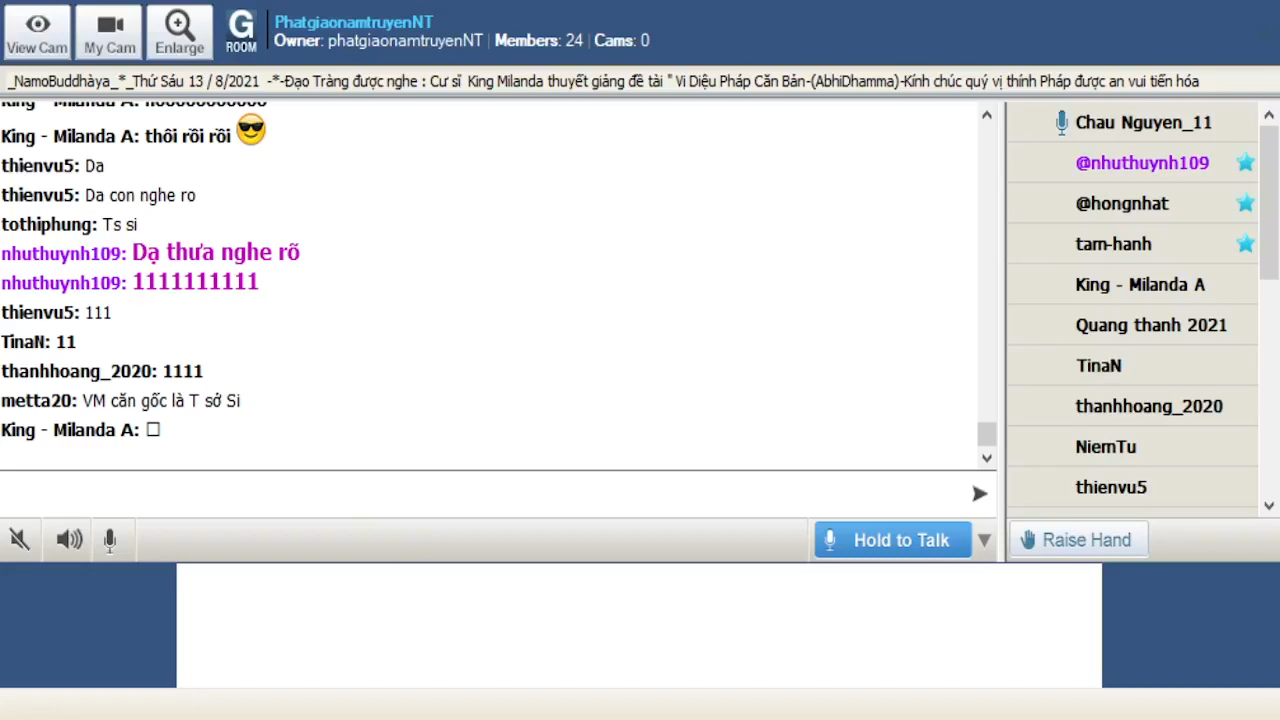 View Cam
My Cam
Enlarge
G
ROOM
PhatgiaonamtruyenNT
Owner: phatgiaonamtruyenNT | Members: 24 | Cams: 0
_NamoBuddhàya_*_Thứ Sáu 13 / 8/2021 -*-Đạo Tràng được nghe : Cư sĩ King Milanda thuyết giảng đề tài " Vi Diệu Pháp Căn Bản-(AbhiDhamma)-Kính chúc quý vị thính Pháp được an vui tiến hóa
King - Milanda A:
King - Milanda A: thôi rồi rồi
thienvu5: Da
thienvu5: Da con nghe ro
tothiphung: Ts si
nhuthuynh109: Dạ thưa nghe rõ
nhuthuynh109: 1111111111
thienvu5: 111
TinaN: 11
thanhhoang_2020: 1111
metta20: VM căn gốc là T sở Si
King - Milanda A: □
Chau Nguyen_11
@nhuthuynh109
@hongnhat
tam-hanh
King - Milanda A
Quang thanh 2021
TinaN
thanhhoang_2020
NiemTu
thienvu5
Hold to Talk
Raise Hand